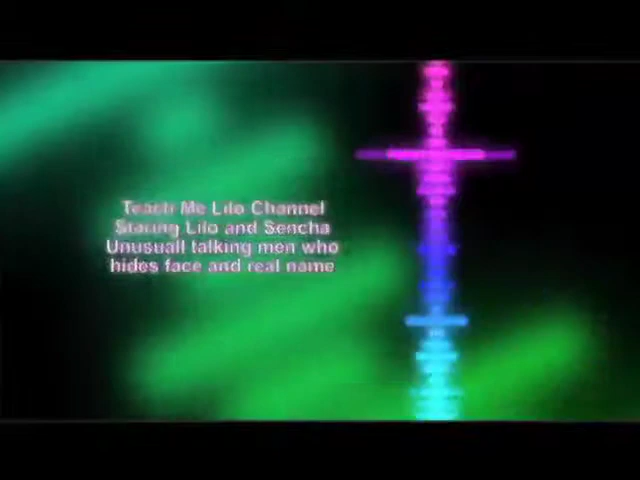 Teach Me Lilo Channel
Staring Lilo and Sencha
Unusuall talking men who
hides face and real name